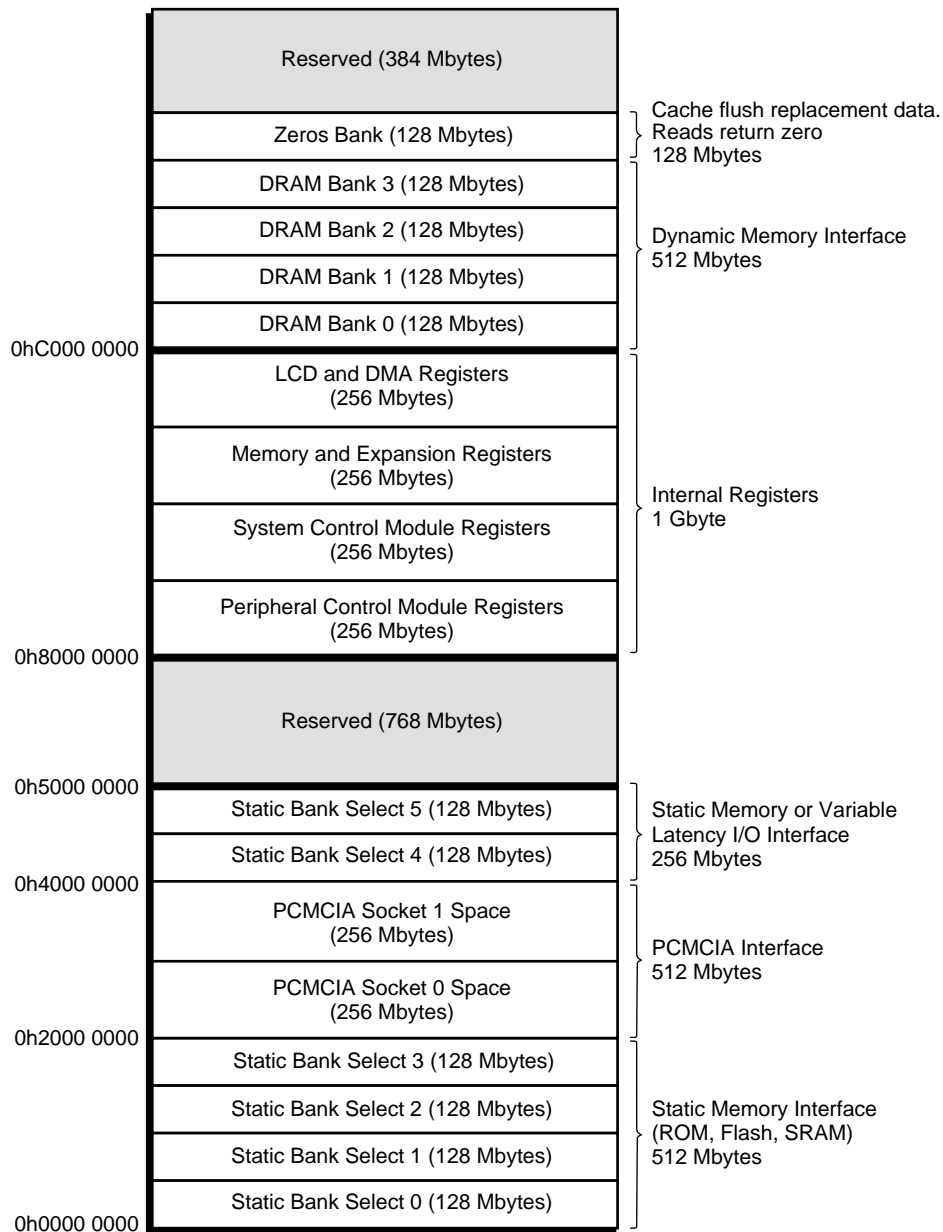 Reserved (384 Mbytes)
Cache flush replacement data.
Reads return zero
128 Mbytes
Zeros Bank (128 Mbytes)
DRAM Bank 3 (128 Mbytes)
DRAM Bank 2 (128 Mbytes)
DRAM Bank 1 (128 Mbytes)
DRAM Bank 0 (128 Mbytes)
Dynamic Memory Interface
512 Mbytes
0hC000 0000
LCD and DMA Registers
(256 Mbytes)
Memory and Expansion Registers
(256 Mbytes)
System Control Module Registers
(256 Mbytes)
Peripheral Control Module Registers
(256 Mbytes)
Internal Registers
1 Gbyte
0h8000 0000
Reserved (768 Mbytes)
0h5000 0000
Static Bank Select 5 (128 Mbytes)
Static Bank Select 4 (128 Mbytes)
Static Memory or Variable
Latency I/O Interface
256 Mbytes
0h4000 0000
PCMCIA Socket 1 Space
(256 Mbytes)
PCMCIA Socket 0 Space
(256 Mbytes)
PCMCIA Interface
512 Mbytes
0h2000 0000
Static Bank Select 3 (128 Mbytes)
Static Bank Select 2 (128 Mbytes)
Static Bank Select 1 (128 Mbytes)
Static Bank Select 0 (128 Mbytes)
Static Memory Interface
(ROM, Flash, SRAM)
512 Mbytes
0h0000 0000